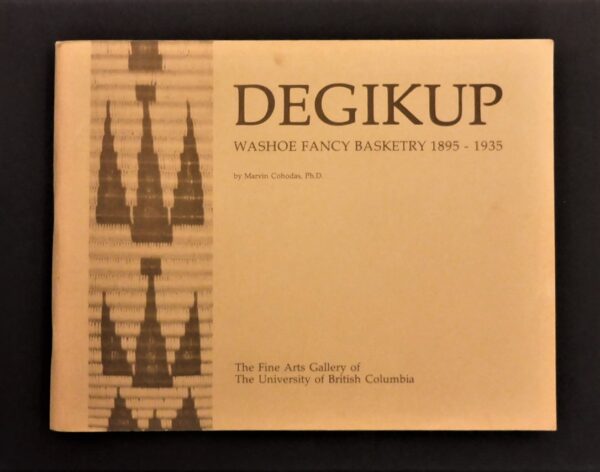 DEGIKUP
WASHOE FANCY BASKETRY 1895 - 1935
by Marvin Cohodas, Ph.D.
The Fine Arts Gallery of
The University of British Columbia